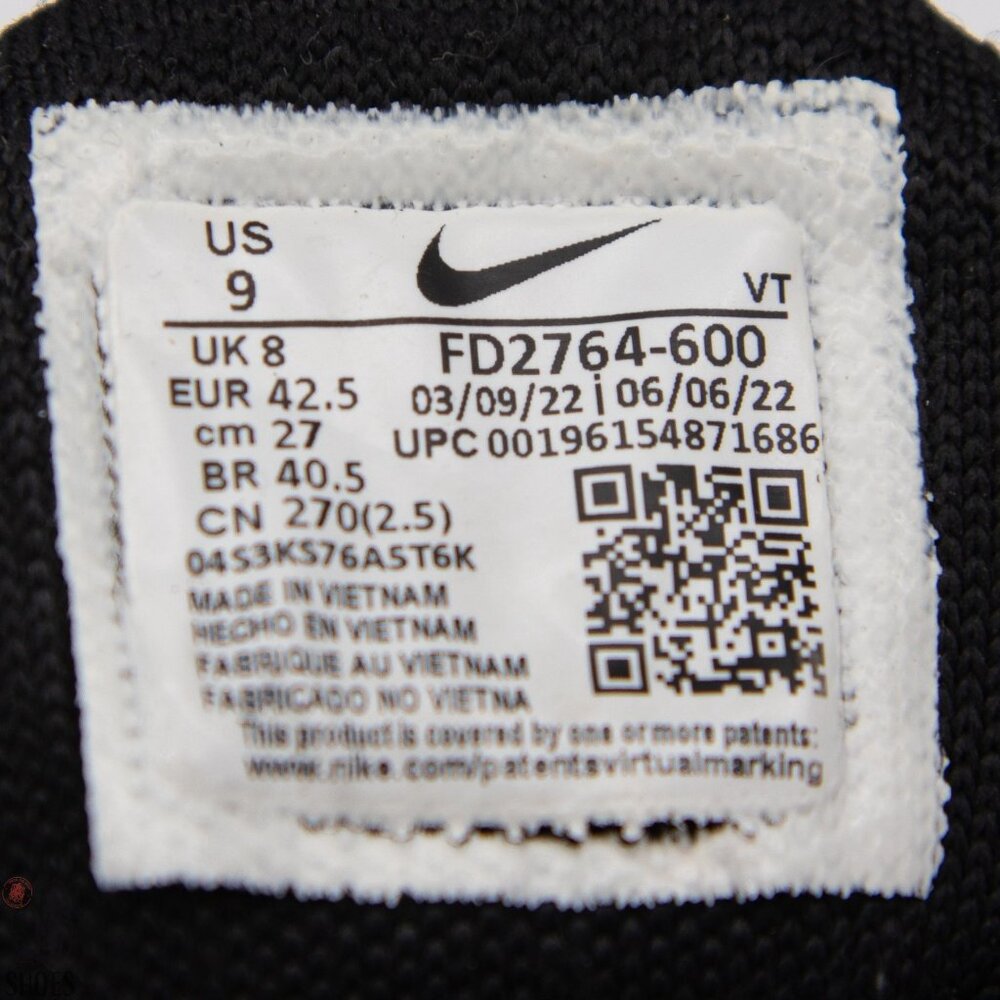 US
9
VT
UK 8
FD2764-600
EUR 42.5
03/09/22 | 06/06/22
cm 27
UPC 00196154871686
BR 40.5
CN 270(2.5)
04S3KS76A5T6K
MADE IN VIETNAM
HECHO EN VIETNAM
FABRIQUE AU VIETNAM
FABRICADO NO VIETNA
This product is covered by one or more patents:
www.nike.com/patentsvirtualmarking
SHOES